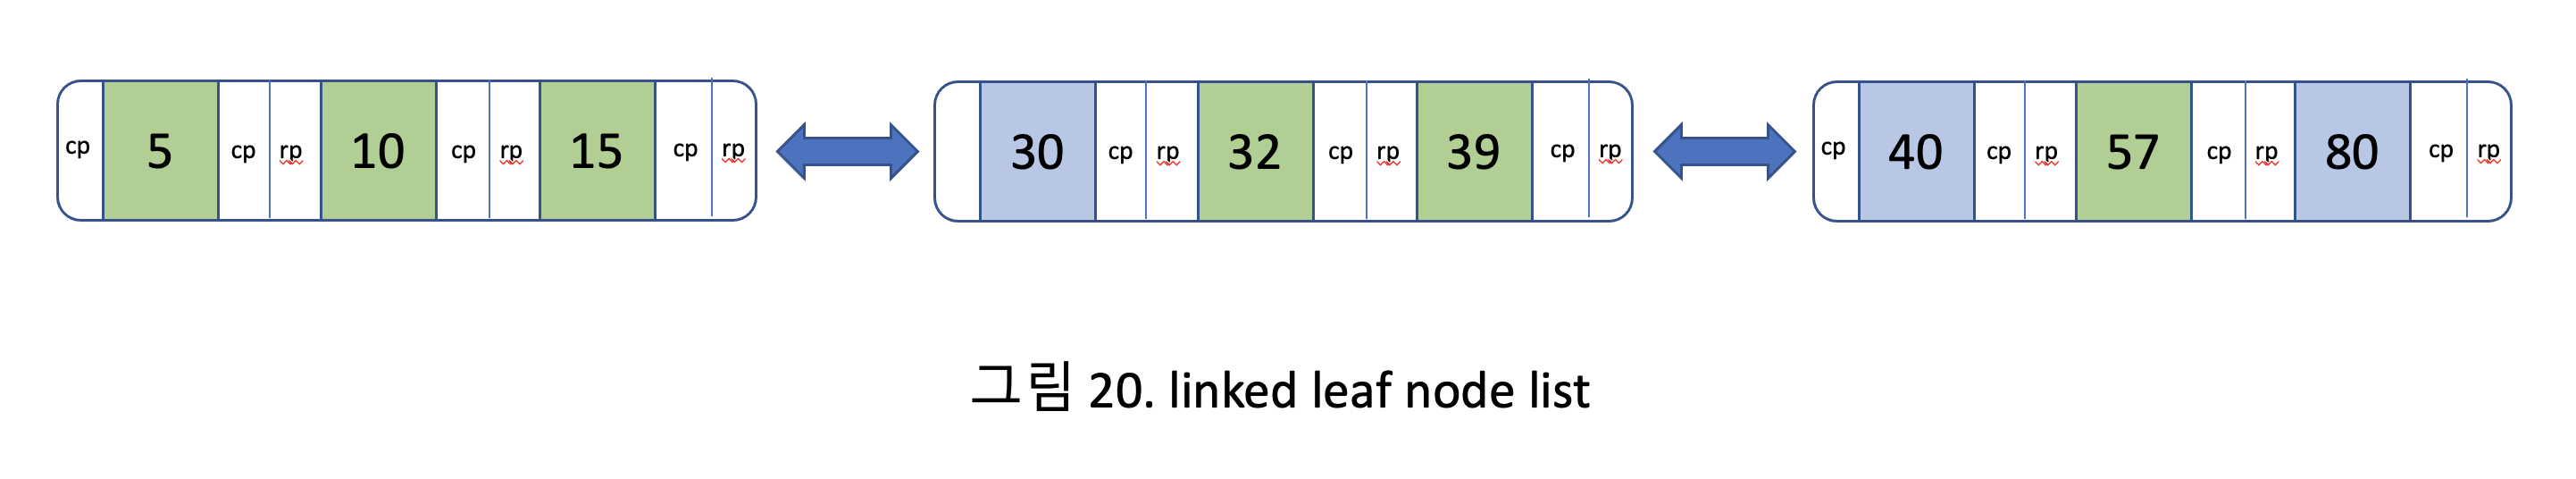 cp 5 cp rp 10 cp rp 15 cp rp 30 cp rp 32 cp rp 39 cp rp cp 40 cp rp 57 cp rp 80 cp rp
그림 20. linked leaf node list